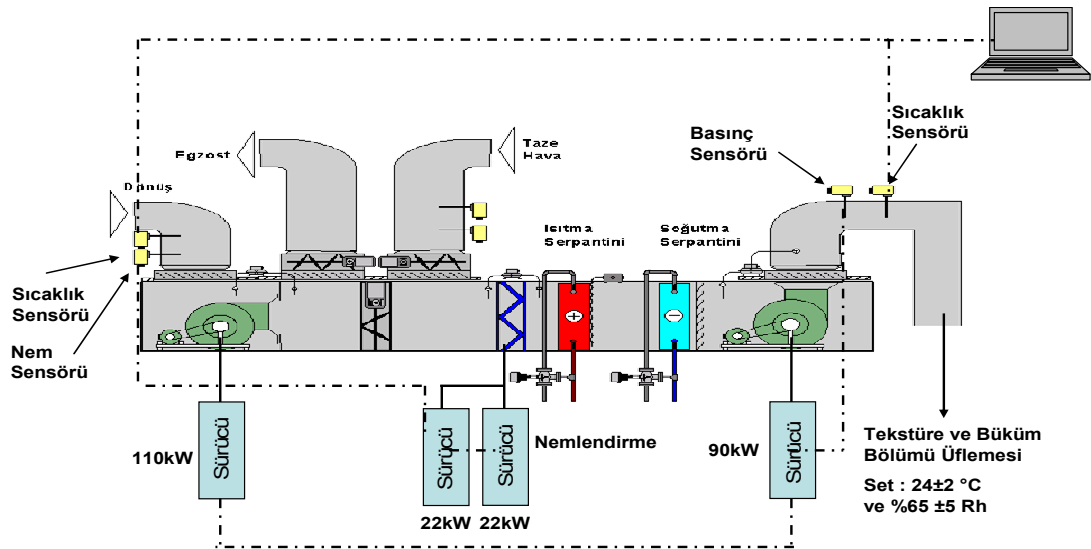 Sıcaklık
Sensörü
Basınç
Sensörü
Egzost
Taze
Hava
Dönüş
Isıtma
Serpantini
Soğutma
Serpantini
Sıcaklık
Sensörü
Nem
Sensörü
+
−
Sürücü
110kW
Sürücü
Sürücü
22kW
22kW
Nemlendirme
90kW
Sürücü
Tekstüre ve Büküm
Bölümü Üflemesi
Set : 24±2 °C
ve %65 ±5 Rh